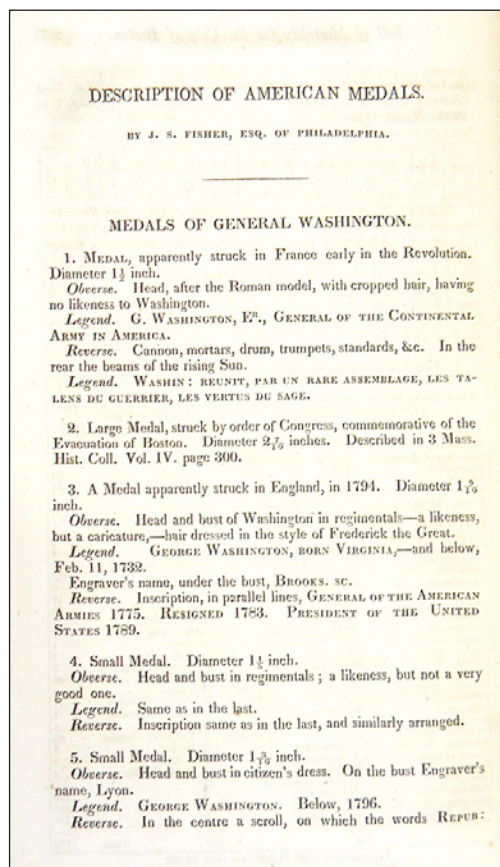 DESCRIPTION OF AMERICAN MEDALS.
BY J. S. FISHER, ESQ. OF PHILADELPHIA.
MEDALS OF GENERAL WASHINGTON.
1. MEDAL, apparently struck in France early in the Revolution.
Diameter 1½ inch.
Obverse. Head, after the Roman model, with cropped hair, having
no likeness to Washington.
Legend. G. WASHINGTON, Eᴿ., GENERAL OF THE CONTINENTAL
ARMY IN AMERICA.
Reverse. Cannon, mortars, drum, trumpets, standards, &c. In the
rear the beams of the rising Sun.
Legend. WASHIN: REUNIT, PAR UN RARE ASSEMBLAGE, LES TA-
LENS DU GUERRIER, LES VERTUS DU SAGE.
2. Large Medal, struck by order of Congress, commemorative of the
Evacuation of Boston. Diameter inches. Described in 3 Mass.
Hist. Coll. Vol. IV. page 300.
3. A Medal apparently struck in England, in 1794. Diameter
inch.
Obverse. Head and bust of Washington in regimentals—a likeness,
but a caricature,—hair dressed in the style of Frederick the Great.
Legend. GEORGE WASHINGTON, BORN VIRGINIA,—and below,
Feb. 11, 1732.
Engraver's name, under the bust, BROOKS. SC.
Reverse. Inscription, in parallel lines, GENERAL OF THE AMERICAN
ARMIES 1775. RESIGNED 1783. PRESIDENT OF THE UNITED
STATES 1789.
4. Small Medal. Diameter inch.
Obverse. Head and bust in regimentals; a likeness, but not a very
good one.
Legend. Same as in the last.
Reverse. Inscription same as in the last, and similarly arranged.
5. Small Medal. Diameter inch.
Obverse. Head and bust in citizen's dress. On the bust Engraver's
name, Lyon.
Legend. GEORGE WASHINGTON. Below, 1796.
Reverse. In the centre a scroll, on which the words REPUB: